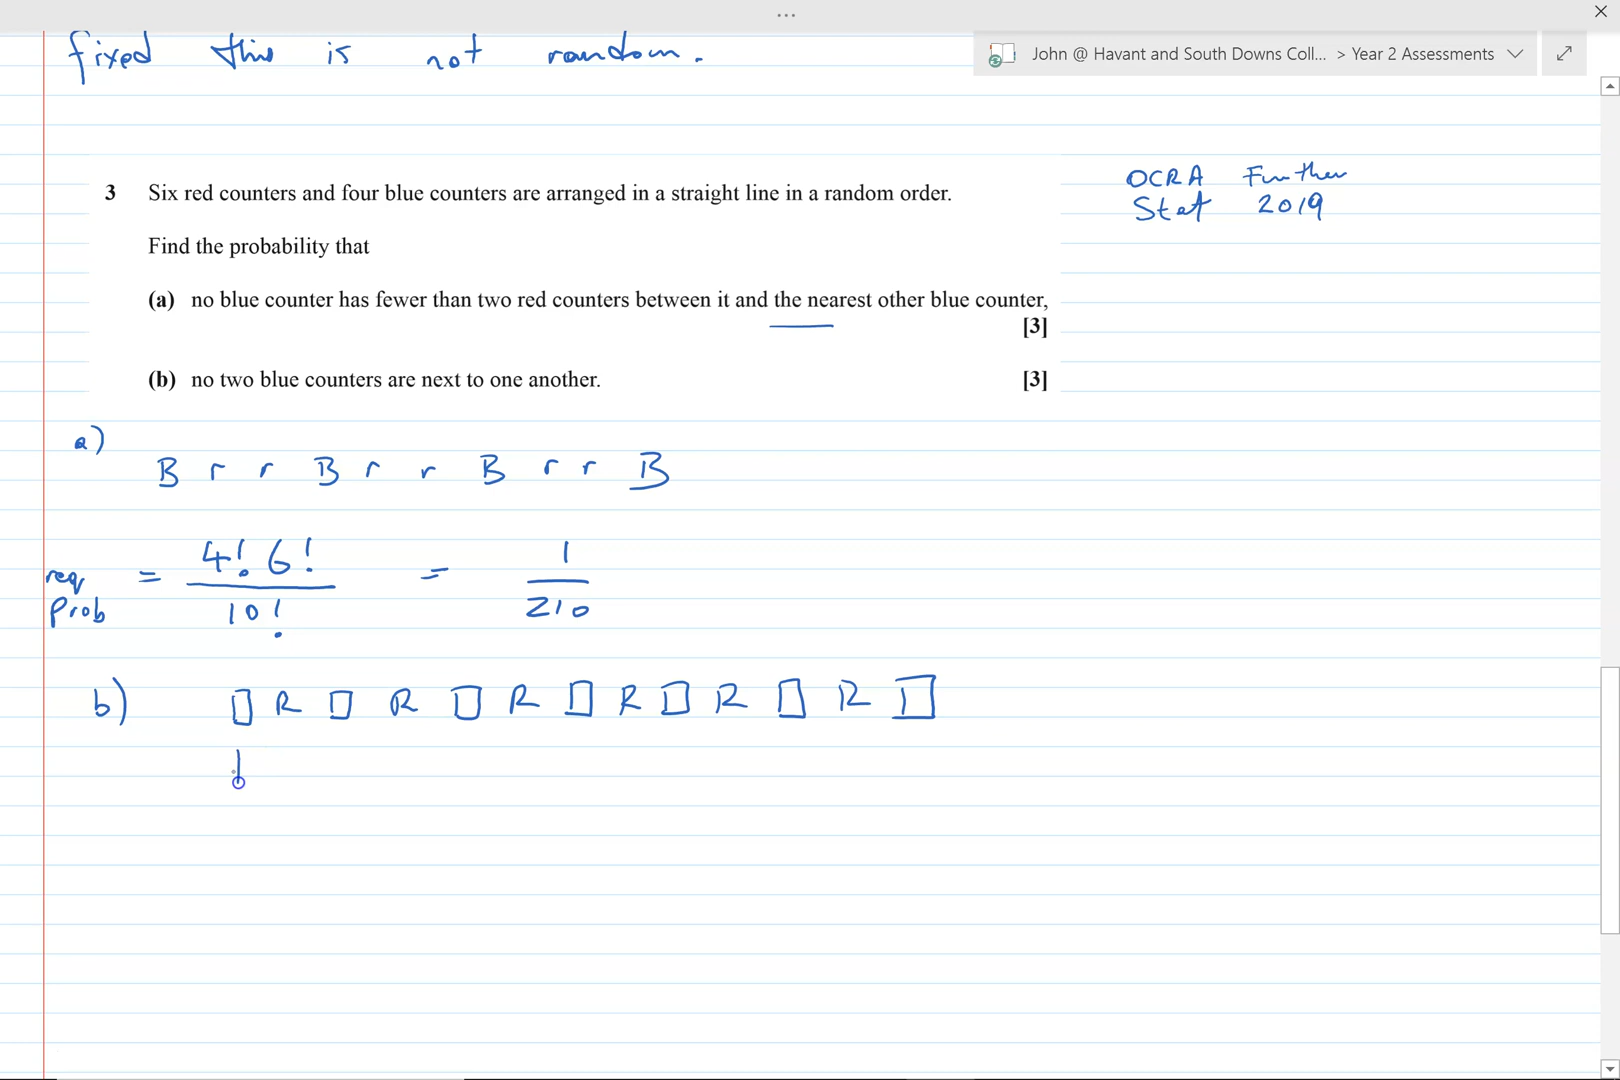 ...
fixed this is not random.
John @ Havant and South Downs Coll... > Year 2 Assessments
OCRA Further
Stat 2019
3 Six red counters and four blue counters are arranged in a straight line in a random order.
Find the probability that
(a) no blue counter has fewer than two red counters between it and the nearest other blue counter,
[3]
(b) no two blue counters are next to one another. [3]
a)
B r r B r r B r r B
req prob = 4! 6! / 10! = 1 / 210
b) □ R □ R □ R □ R □ R □ R □